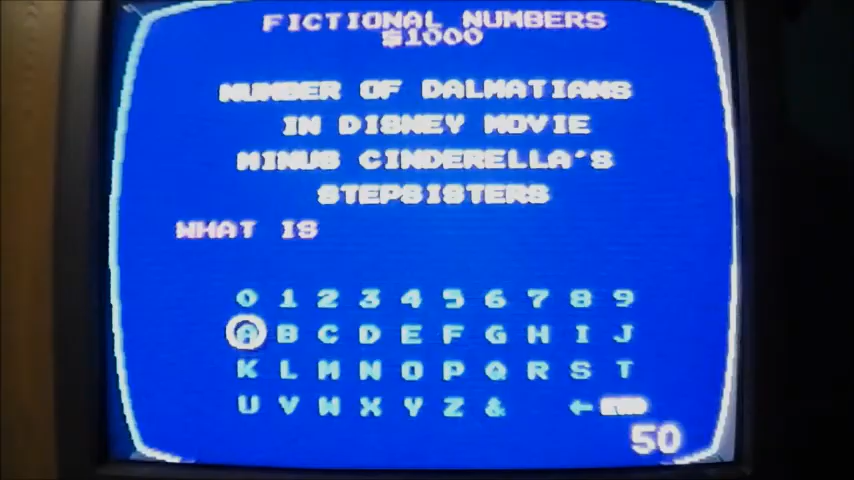 FICTIONAL NUMBERS
$1000
NUMBER OF DALMATIANS
IN DISNEY MOVIE
MINUS CINDERELLA'S
STEPSISTERS
WHAT IS
0 1 2 3 4 5 6 7 8 9
A B C D E F G H I J
K L M N O P Q R S T
U V W X Y Z & ← END
50